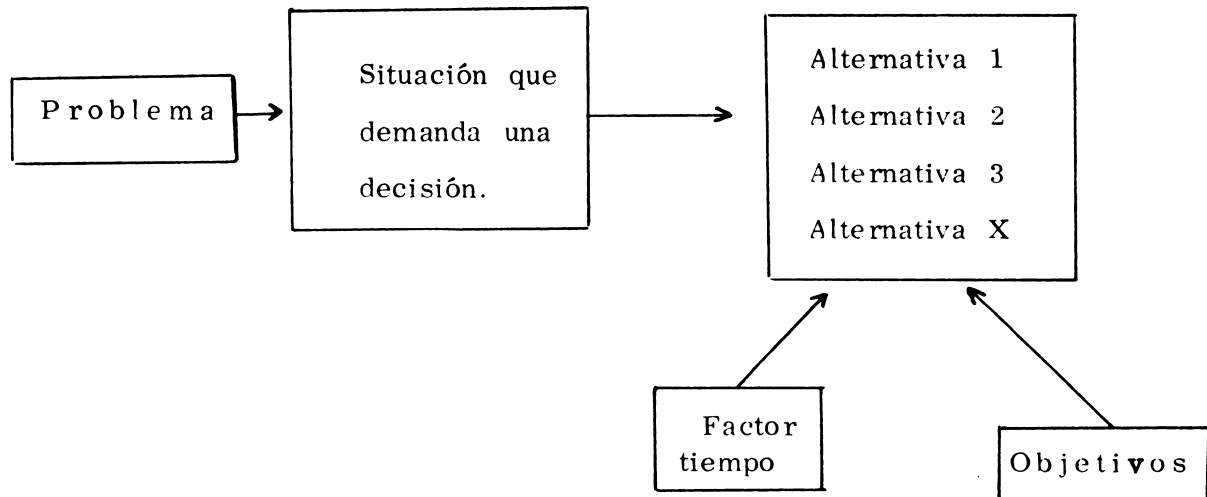 Problema
Situación que
demanda una
decisión.
Alternativa 1
Alternativa 2
Alternativa 3
Alternativa X
Factor
tiempo
Objetivos